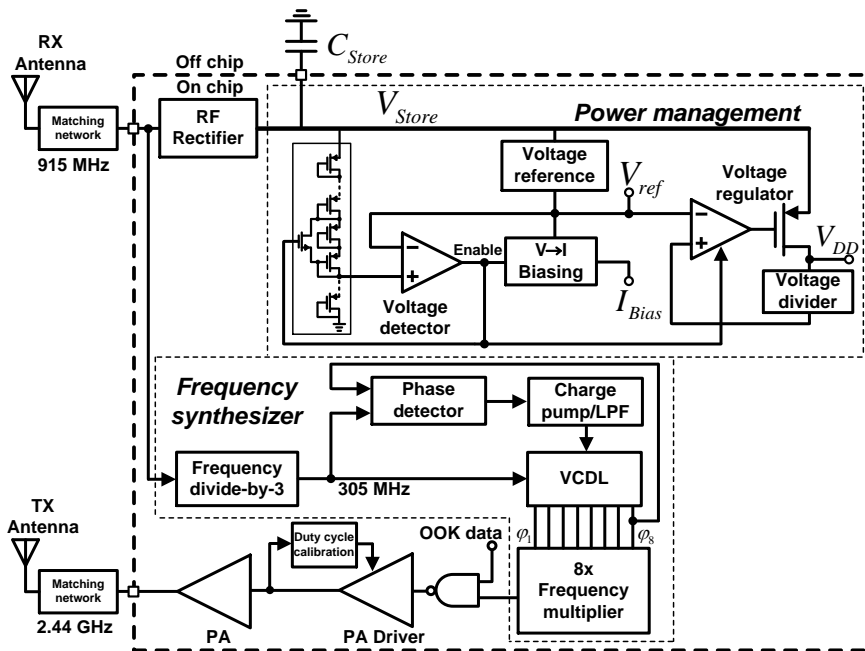 RX
Antenna
Off chip
On chip
C_Store
Matching
network
915 MHz
RF
Rectifier
V_Store
Power management
Voltage
reference
V_ref
Voltage
regulator
−
+
V_DD
Voltage
divider
−
+
Enable
Voltage
detector
V→I
Biasing
I_Bias
Frequency
synthesizer
Phase
detector
Charge
pump/LPF
Frequency
divide-by-3
305 MHz
VCDL
φ1
φ8
8x
Frequency
multiplier
TX
Antenna
Matching
network
2.44 GHz
Duty cycle
calibration
OOK data
PA
PA Driver